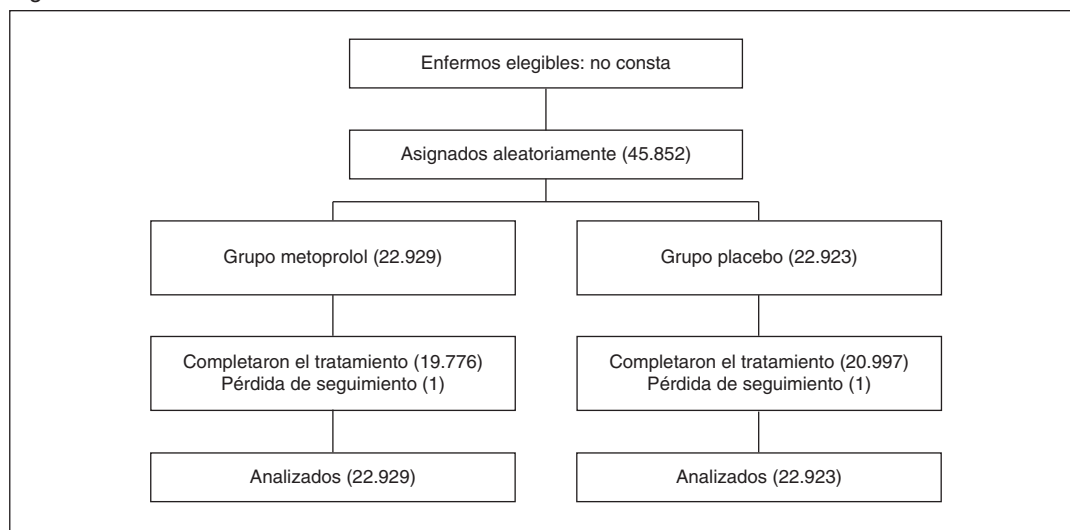 Enfermos elegibles: no consta
Asignados aleatoriamente (45.852)
Grupo metoprolol (22.929)
Grupo placebo (22.923)
Completaron el tratamiento (19.776)
Pérdida de seguimiento (1)
Completaron el tratamiento (20.997)
Pérdida de seguimiento (1)
Analizados (22.929)
Analizados (22.923)